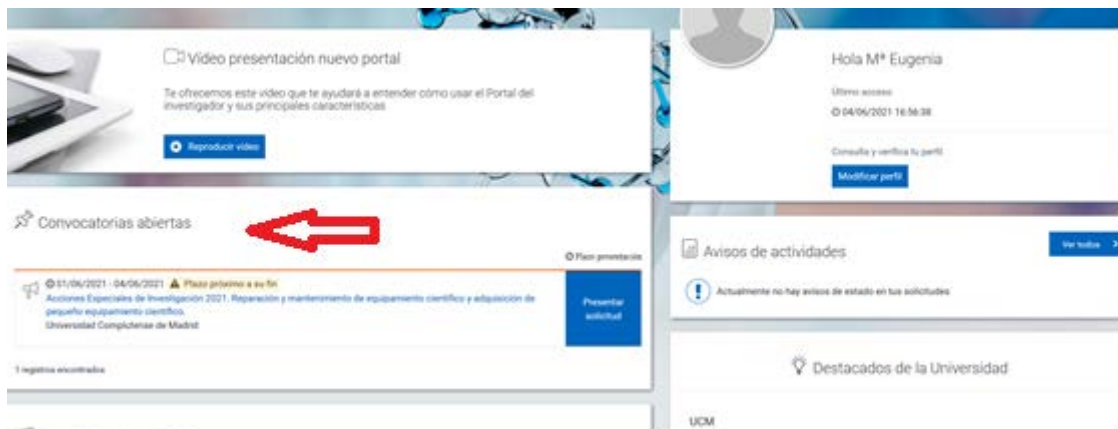 Vídeo presentación nuevo portal
Te ofrecemos este vídeo que te ayudará a entender cómo usar el Portal del
investigador y sus principales características
Reproducir vídeo
Hola Mª Eugenia
Último acceso
04/06/2021 16:56:38
Consulta y verifica tu perfil
Modificar perfil
Convocatorias abiertas
Plazo presentación
01/06/2021 - 04/06/2021 Plazo próximo a su fin
Acciones Especiales de Investigación 2021. Reparación y mantenimiento de equipamiento científico y adquisición de
pequeño equipamiento científico.
Universidad Complutense de Madrid
Presentar
solicitud
1 registros encontrados
Avisos de actividades
Ver todos
Actualmente no hay avisos de estado en tus solicitudes
Destacados de la Universidad
UCM